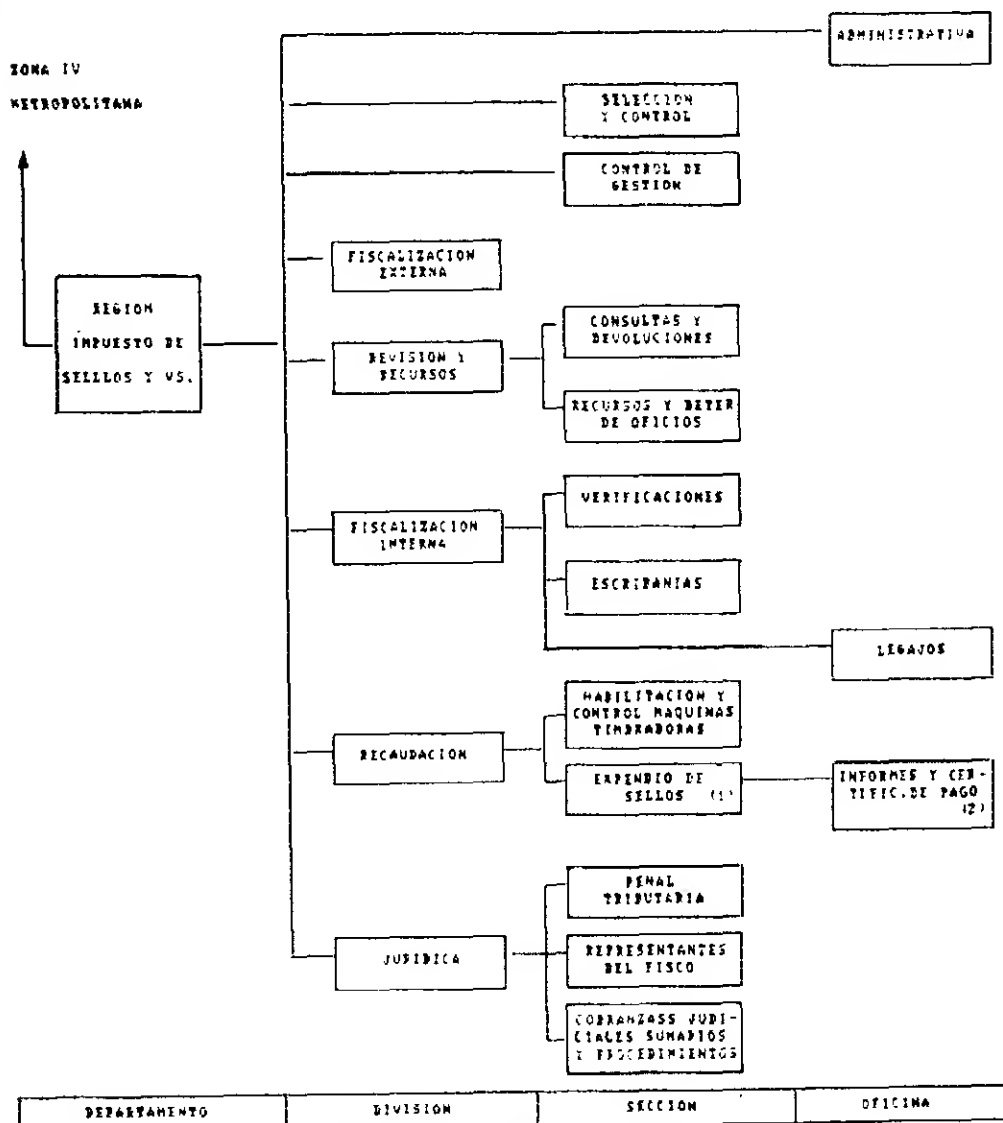 ADMINISTRATIVA
ZONA IV
METROPOLITANA
SELECCION
Y CONTROL
CONTROL DE
GESTION
FISCALIZACION
EXTERNA
REGION
IMPUESTO DE
SELLLOS Y VS.
CONSULTAS Y
DEVOLUCIONES
REVISION Y
RECURSOS
RECURSOS Y DETER
DE OFICIOS
VERIFICACIONES
FISCALIZACION
INTERNA
ESCRIBANIAS
LEGAJOS
HABILITACION Y
CONTROL MAQUINAS
TIMBRADORAS
RECAUDACION
EXPENDIO DE
SELLOS (1)
INFORMES Y CER-
TIFIC.DE PAGO
(2)
PENAL
TRIBUTARIA
JURIDICA
REPRESENTANTES
DEL FISCO
COBRANZASS JUDI-
CIALES SUMARIOS
Y PROCEDIMIENTOS
DEPARTAMENTO DIVISION SECCION OFICINA